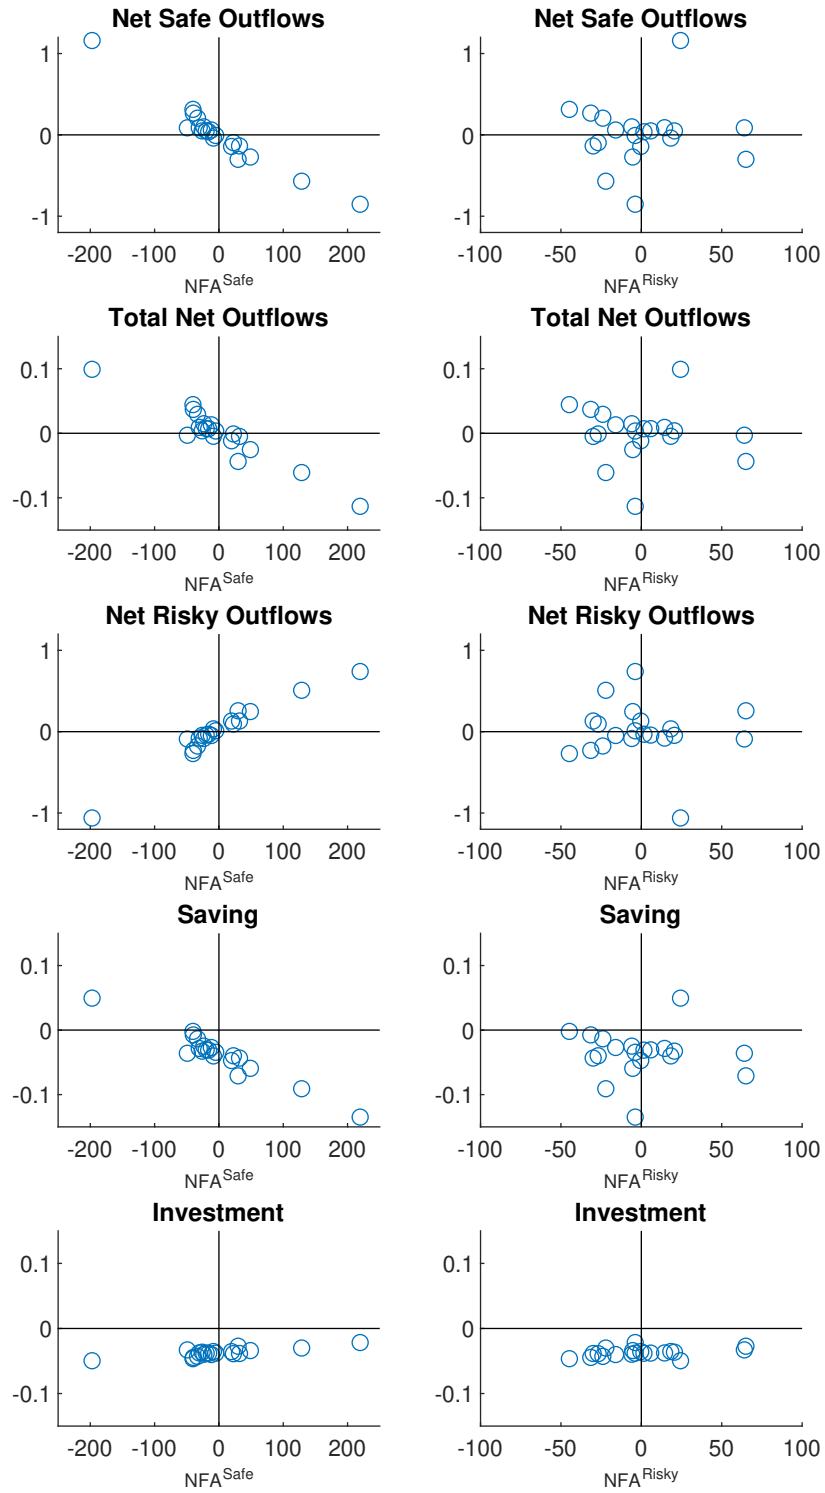 Net Safe Outflows
1
0
-1
-200 -100 0 100 200
NFA^Safe
Net Safe Outflows
1
0
-1
-100 -50 0 50 100
NFA^Risky
Total Net Outflows
0.1
0
-0.1
-200 -100 0 100 200
NFA^Safe
Total Net Outflows
0.1
0
-0.1
-100 -50 0 50 100
NFA^Risky
Net Risky Outflows
1
0
-1
-200 -100 0 100 200
NFA^Safe
Net Risky Outflows
1
0
-1
-100 -50 0 50 100
NFA^Risky
Saving
0.1
0
-0.1
-200 -100 0 100 200
NFA^Safe
Saving
0.1
0
-0.1
-100 -50 0 50 100
NFA^Risky
Investment
0.1
0
-0.1
-200 -100 0 100 200
NFA^Safe
Investment
0.1
0
-0.1
-100 -50 0 50 100
NFA^Risky